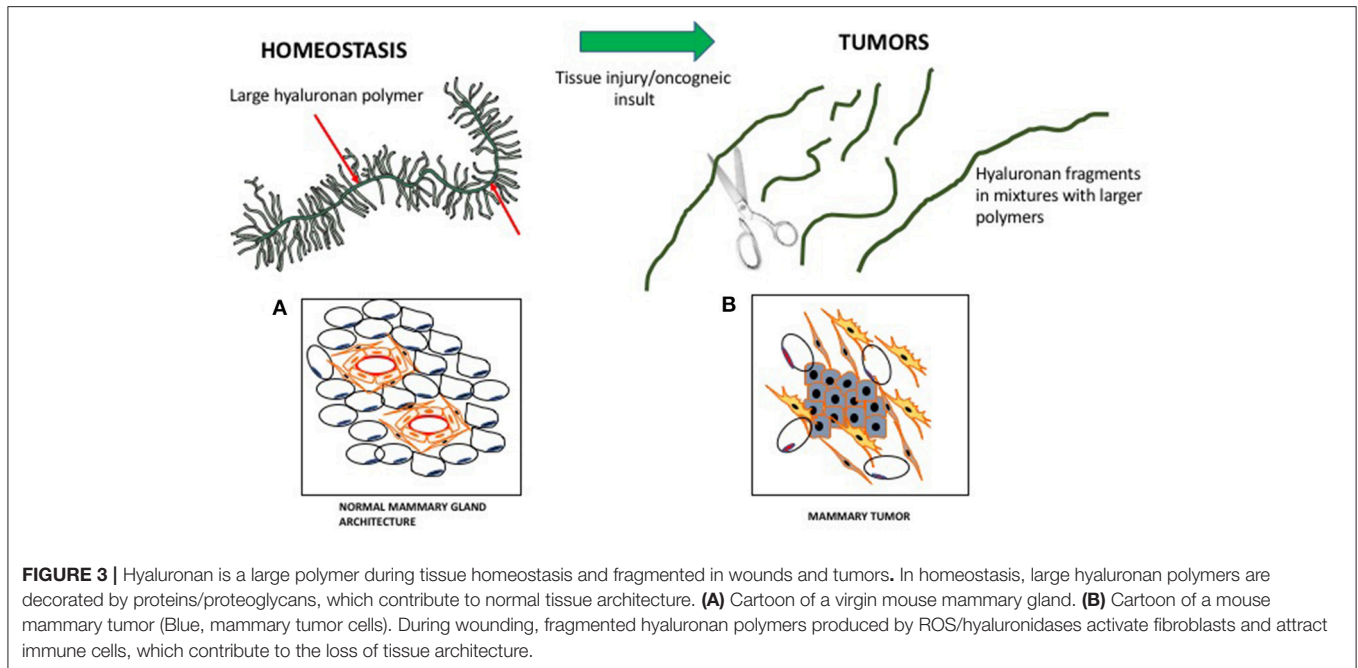 HOMEOSTASIS
Large hyaluronan polymer
Tissue injury/oncogneic
insult
TUMORS
Hyaluronan fragments
in mixtures with larger
polymers
A
NORMAL MAMMARY GLAND
ARCHITECTURE
B
MAMMARY TUMOR
FIGURE 3 | Hyaluronan is a large polymer during tissue homeostasis and fragmented in wounds and tumors. In homeostasis, large hyaluronan polymers are
decorated by proteins/proteoglycans, which contribute to normal tissue architecture. (A) Cartoon of a virgin mouse mammary gland. (B) Cartoon of a mouse
mammary tumor (Blue, mammary tumor cells). During wounding, fragmented hyaluronan polymers produced by ROS/hyaluronidases activate fibroblasts and attract
immune cells, which contribute to the loss of tissue architecture.